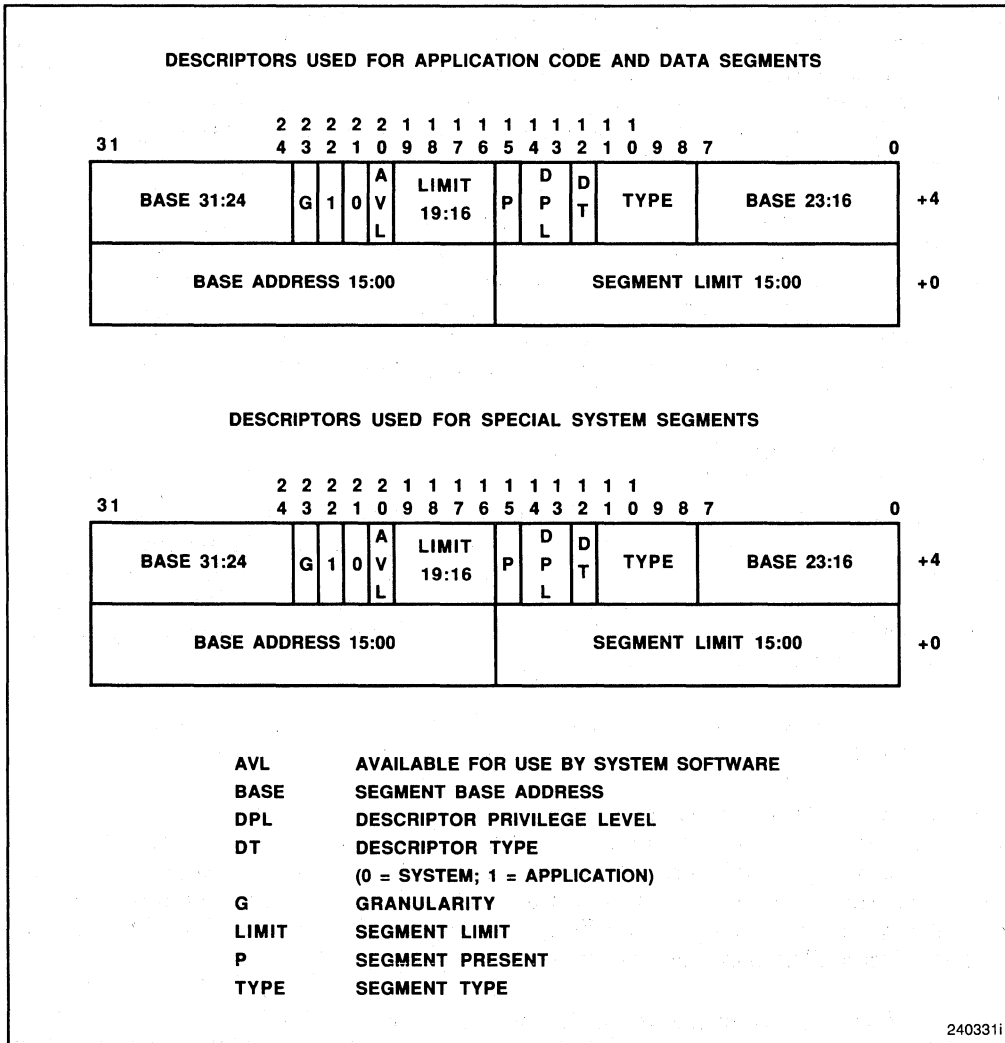 DESCRIPTORS USED FOR APPLICATION CODE AND DATA SEGMENTS
2 2 2 2 2 1 1 1 1 1 1 1 1 1 1
31 4 3 2 1 0 9 8 7 6 5 4 3 2 1 0 9 8 7 0
BASE 31:24 G 1 0 AVL LIMIT 19:16 P DPL DT TYPE BASE 23:16 +4
BASE ADDRESS 15:00 SEGMENT LIMIT 15:00 +0
DESCRIPTORS USED FOR SPECIAL SYSTEM SEGMENTS
2 2 2 2 2 1 1 1 1 1 1 1 1 1 1
31 4 3 2 1 0 9 8 7 6 5 4 3 2 1 0 9 8 7 0
BASE 31:24 G 1 0 AVL LIMIT 19:16 P DPL DT TYPE BASE 23:16 +4
BASE ADDRESS 15:00 SEGMENT LIMIT 15:00 +0
AVL AVAILABLE FOR USE BY SYSTEM SOFTWARE
BASE SEGMENT BASE ADDRESS
DPL DESCRIPTOR PRIVILEGE LEVEL
DT DESCRIPTOR TYPE
(0 = SYSTEM; 1 = APPLICATION)
G GRANULARITY
LIMIT SEGMENT LIMIT
P SEGMENT PRESENT
TYPE SEGMENT TYPE
240331i